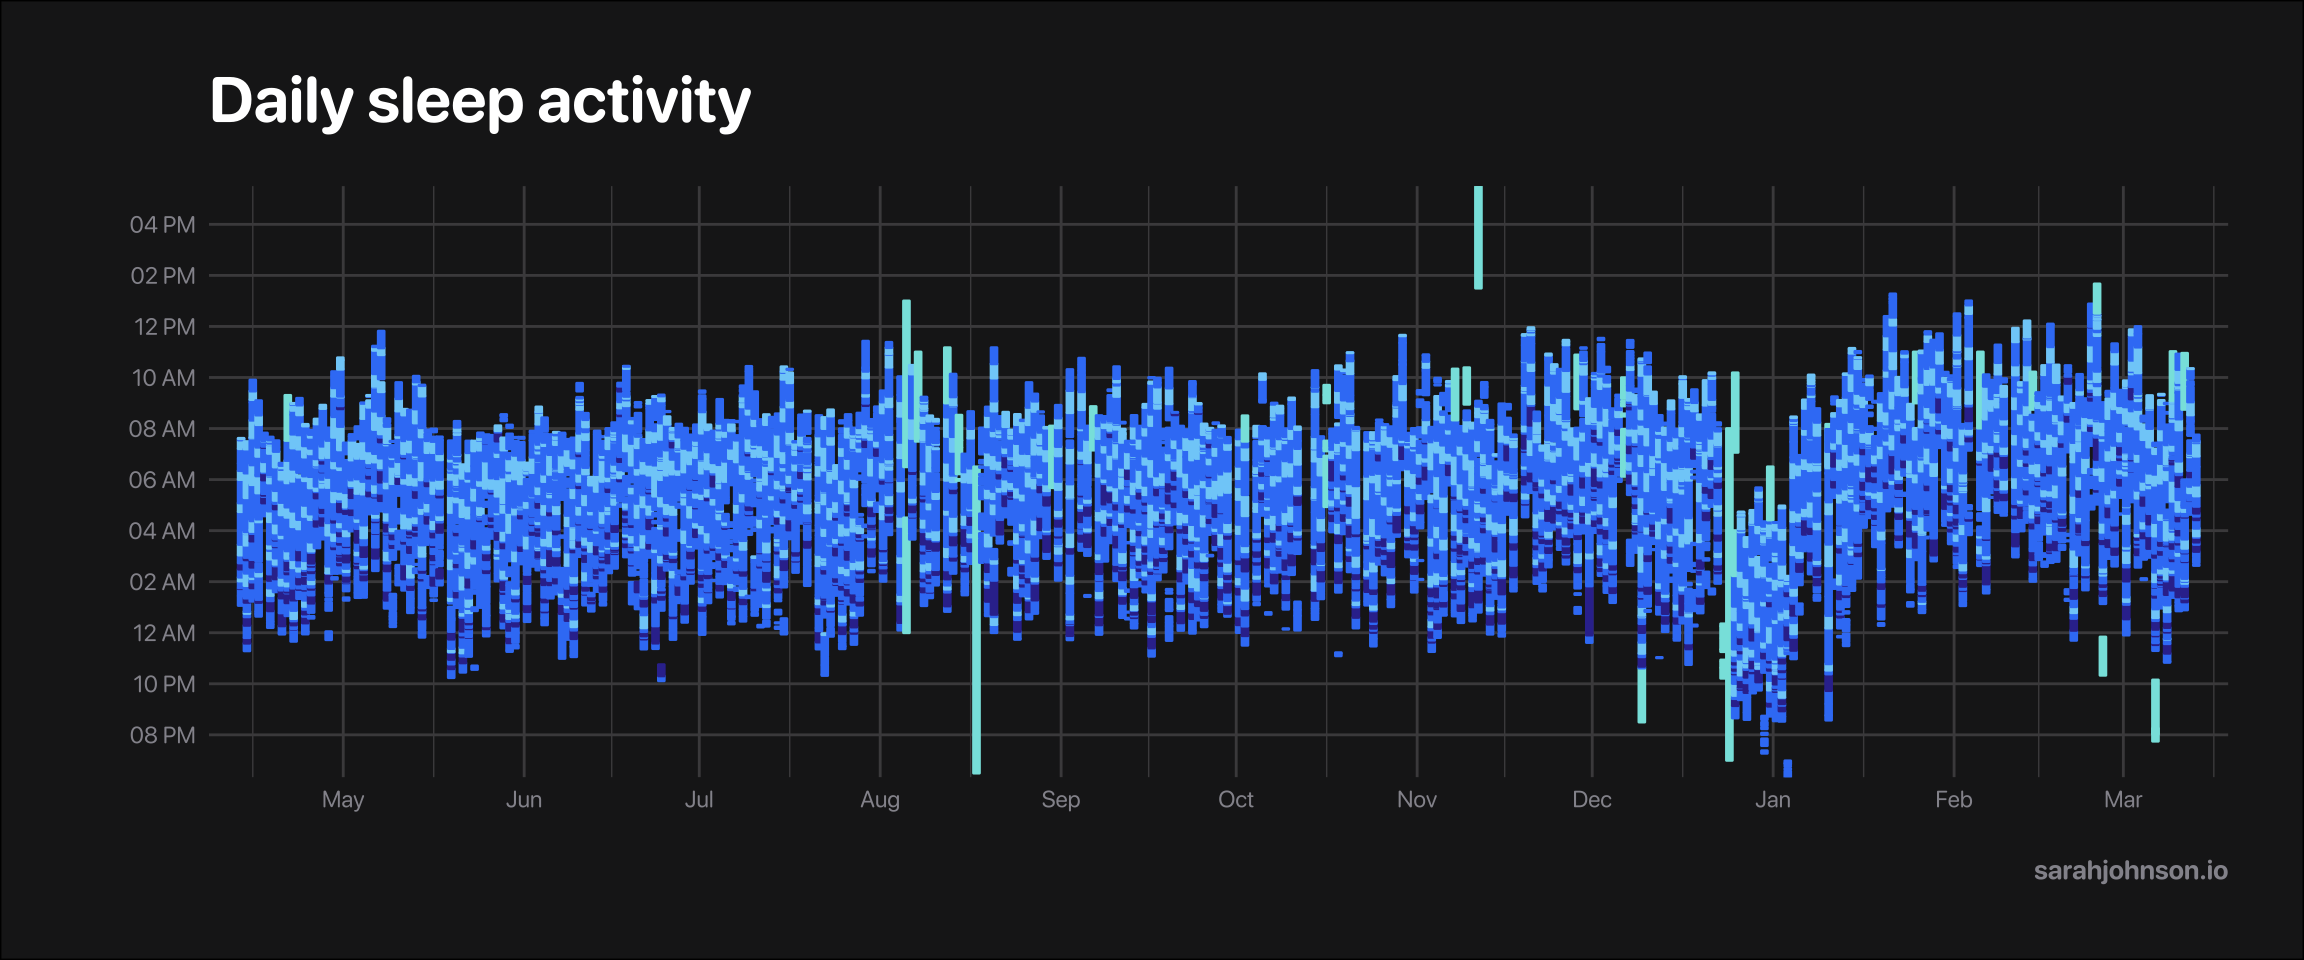 Daily sleep activity
04 PM
02 PM
12 PM
10 AM
08 AM
06 AM
04 AM
02 AM
12 AM
10 PM
08 PM
May Jun Jul Aug Sep Oct Nov Dec Jan Feb Mar
sarahjohnson.io